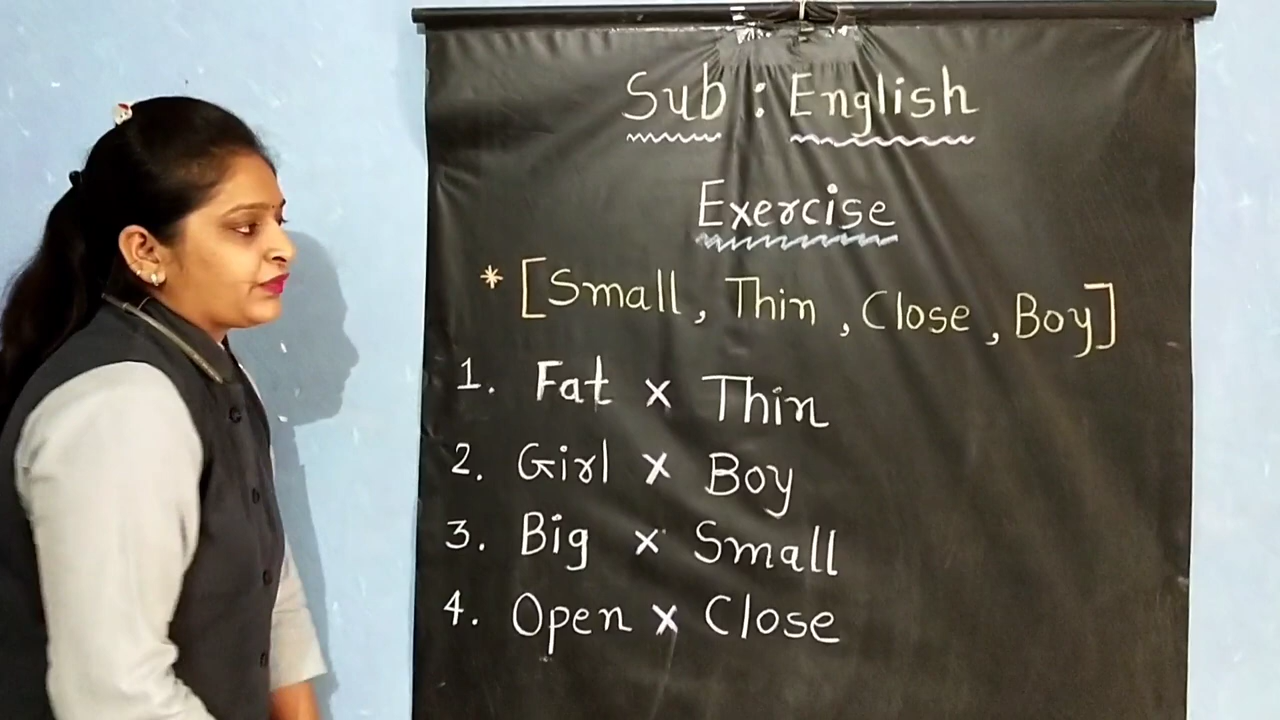 Sub : English
Exercise
* [Small, Thin, Close, Boy]
1. Fat × Thin
2. Girl × Boy
3. Big × Small
4. Open × Close